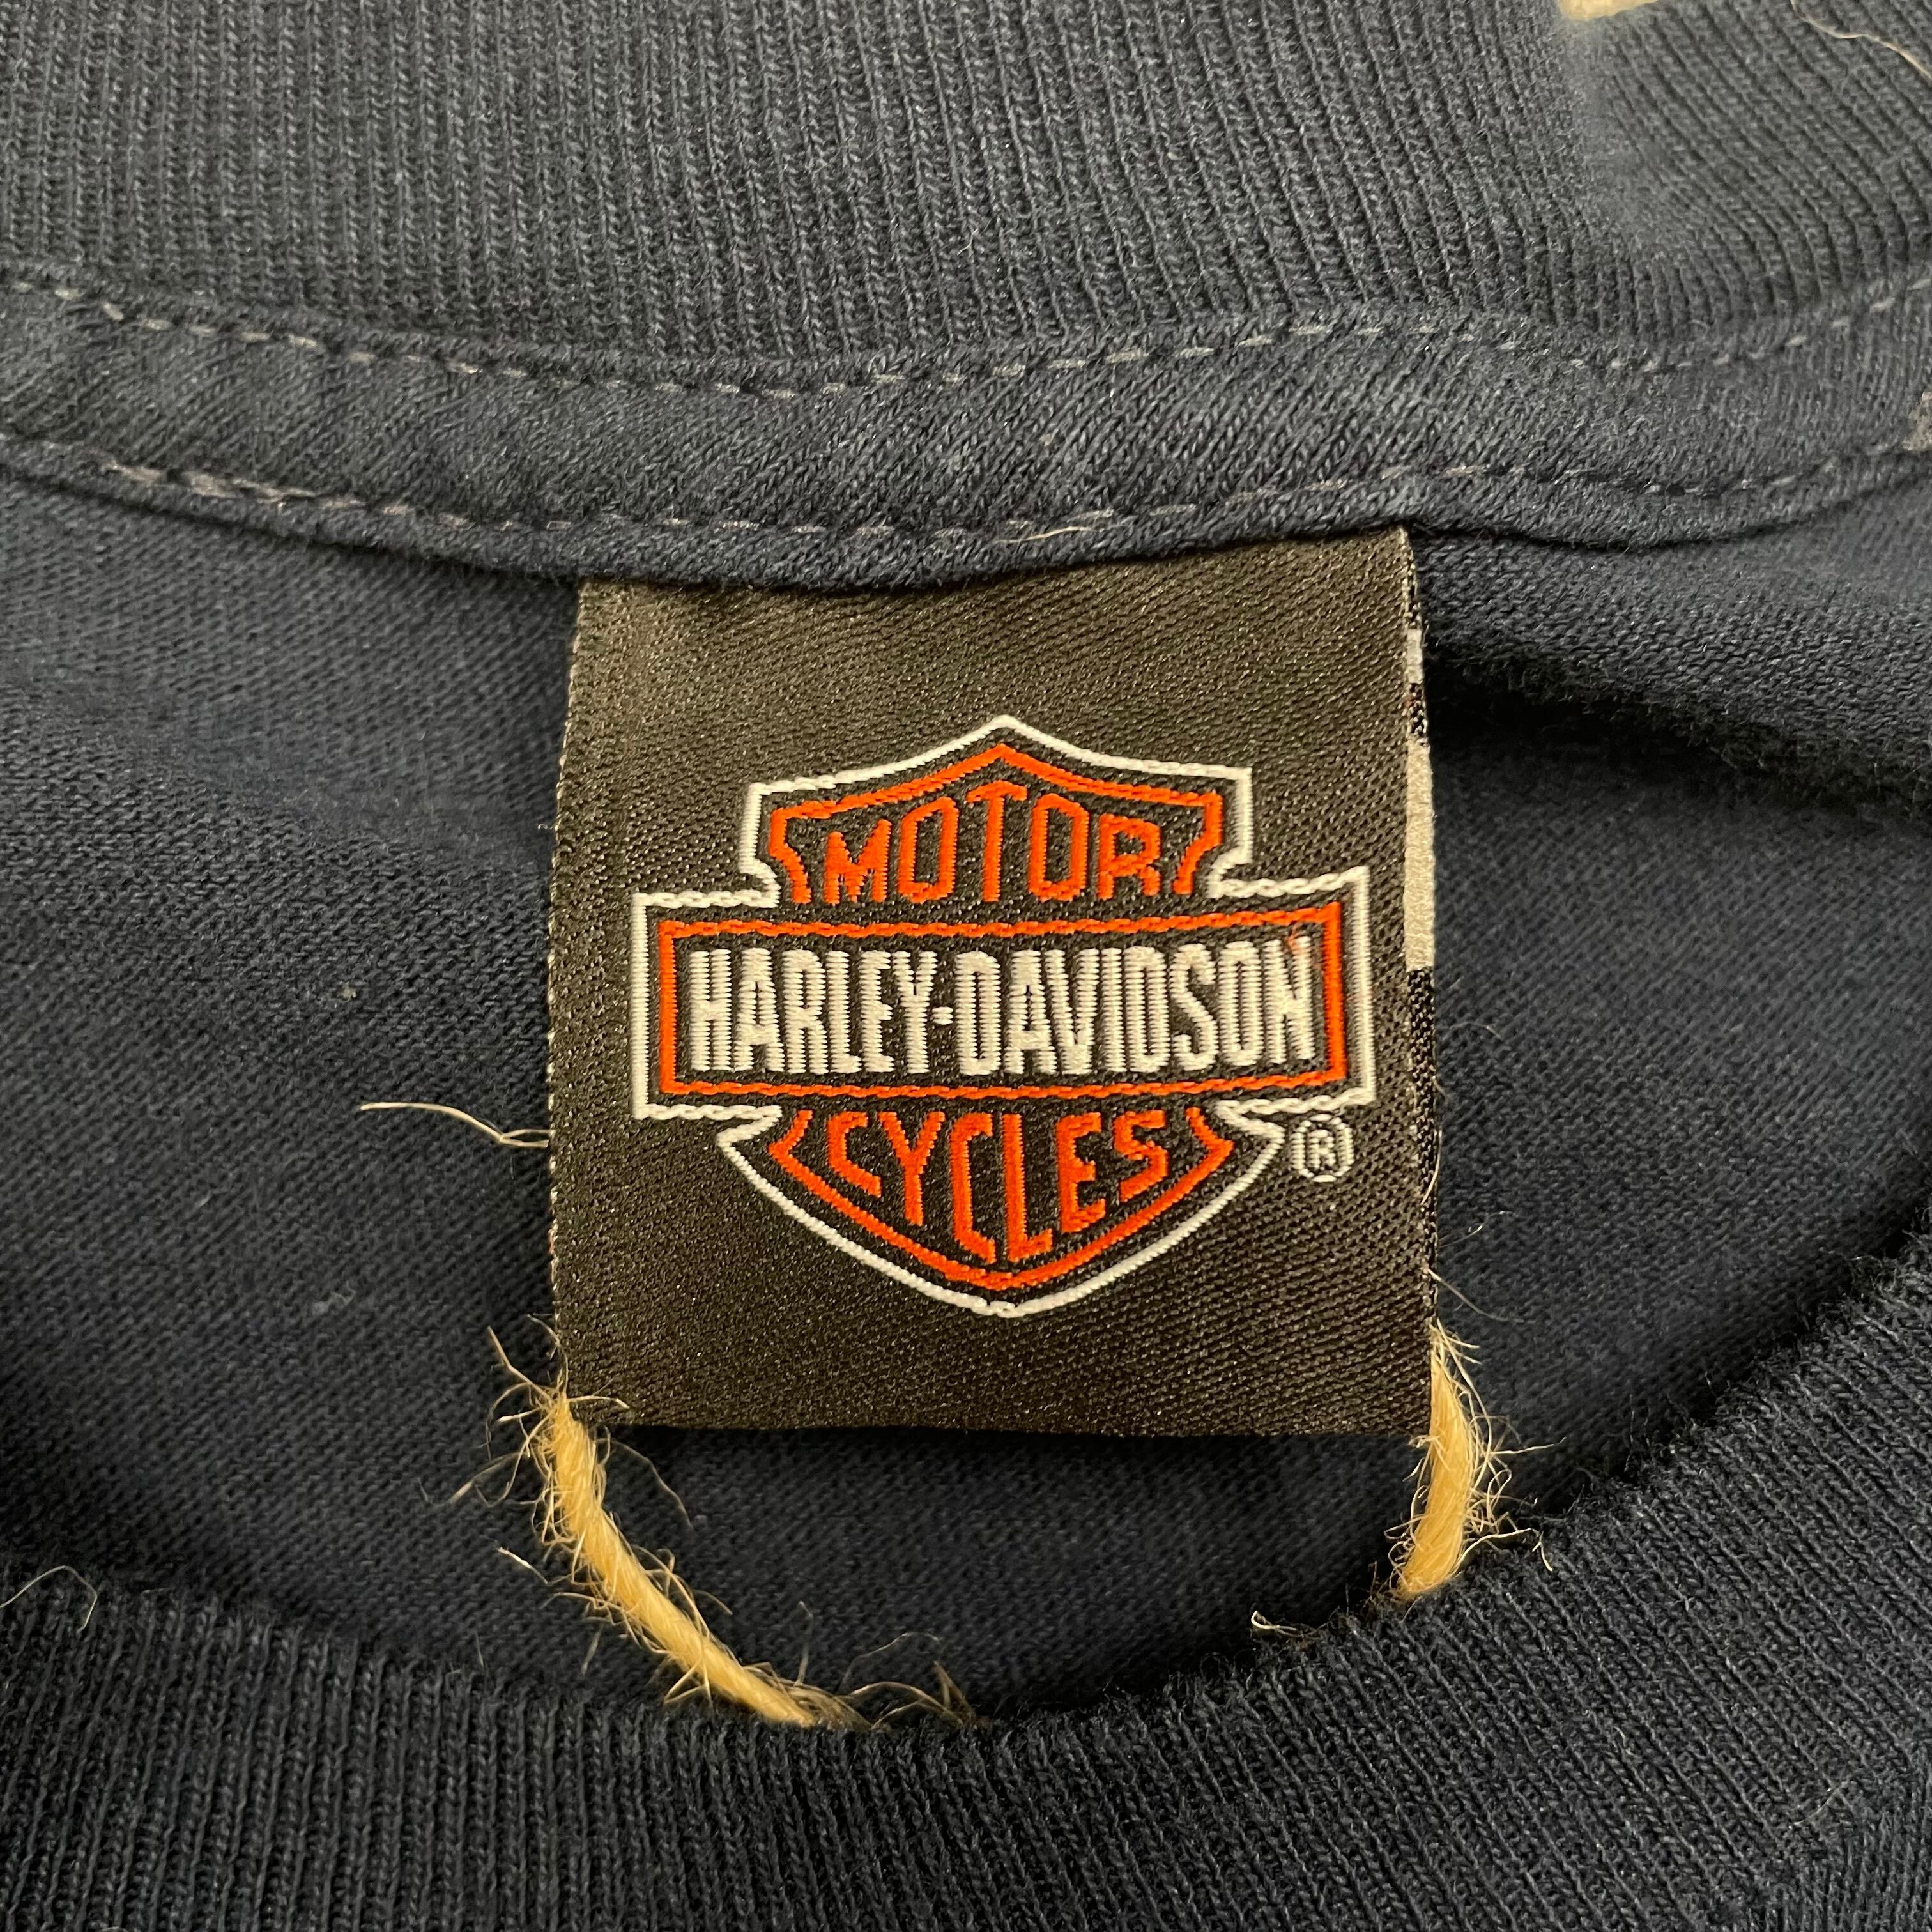 MOTOR
HARLEY-DAVIDSON
CYCLES
®